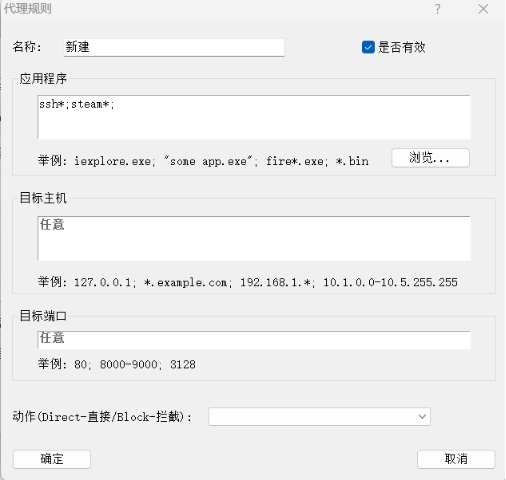 代理规则
名称: 新建 是否有效
应用程序
ssh*;steam*;
举例: iexplore.exe; "some app.exe"; fire*.exe; *.bin 浏览...
目标主机
任意
举例: 127.0.0.1; *.example.com; 192.168.1.*; 10.1.0.0-10.5.255.255
目标端口
任意
举例: 80; 8000-9000; 3128
动作(Direct-直接/Block-拦截):
确定 取消